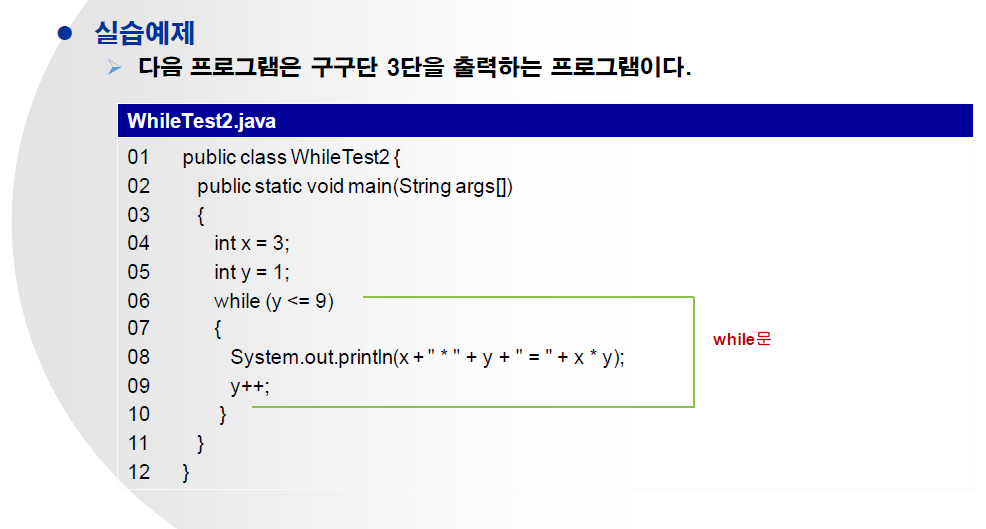 실습예제
다음 프로그램은 구구단 3단을 출력하는 프로그램이다.
WhileTest2.java
01 public class WhileTest2 {
02 public static void main(String args[])
03 {
04 int x = 3;
05 int y = 1;
06 while (y <= 9)
07 {
08 System.out.println(x + " * " + y + " = " + x * y);
09 y++;
10 }
11 }
12 }
while문